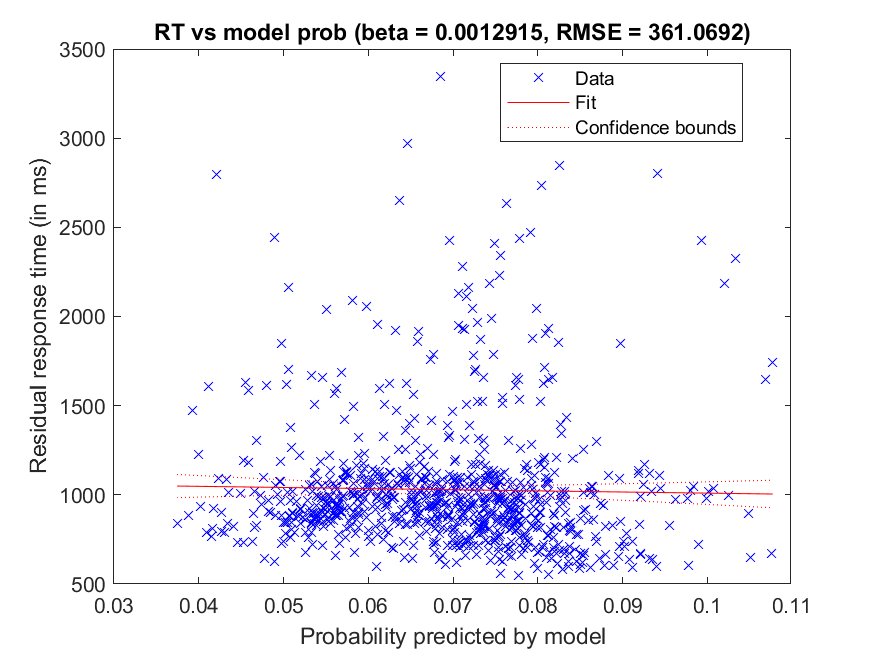 RT vs model prob (beta = 0.0012915, RMSE = 361.0692)
3500
3000
2500
2000
1500
1000
500
Residual response time (in ms)
Data
Fit
Confidence bounds
0.03 0.04 0.05 0.06 0.07 0.08 0.09 0.1 0.11
Probability predicted by model